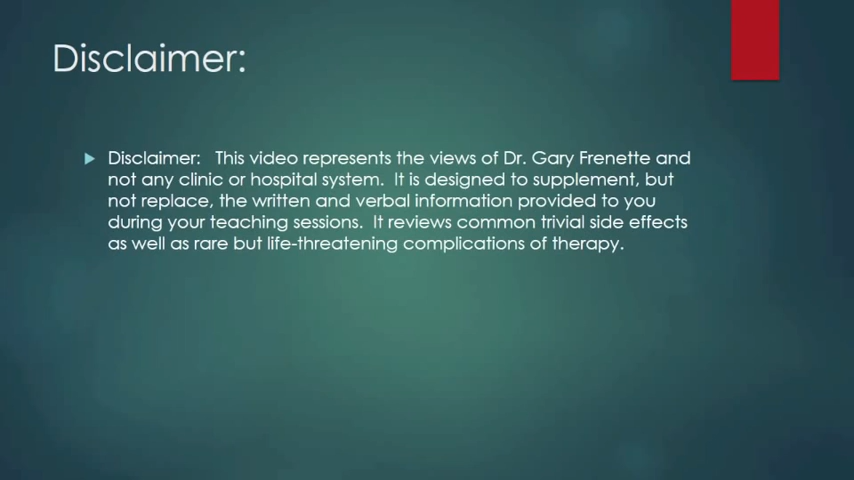 Disclaimer:
Disclaimer:   This video represents the views of Dr. Gary Frenette and
not any clinic or hospital system.  It is designed to supplement, but
not replace, the written and verbal information provided to you
during your teaching sessions.  It reviews common trivial side effects
as well as rare but life-threatening complications of therapy.